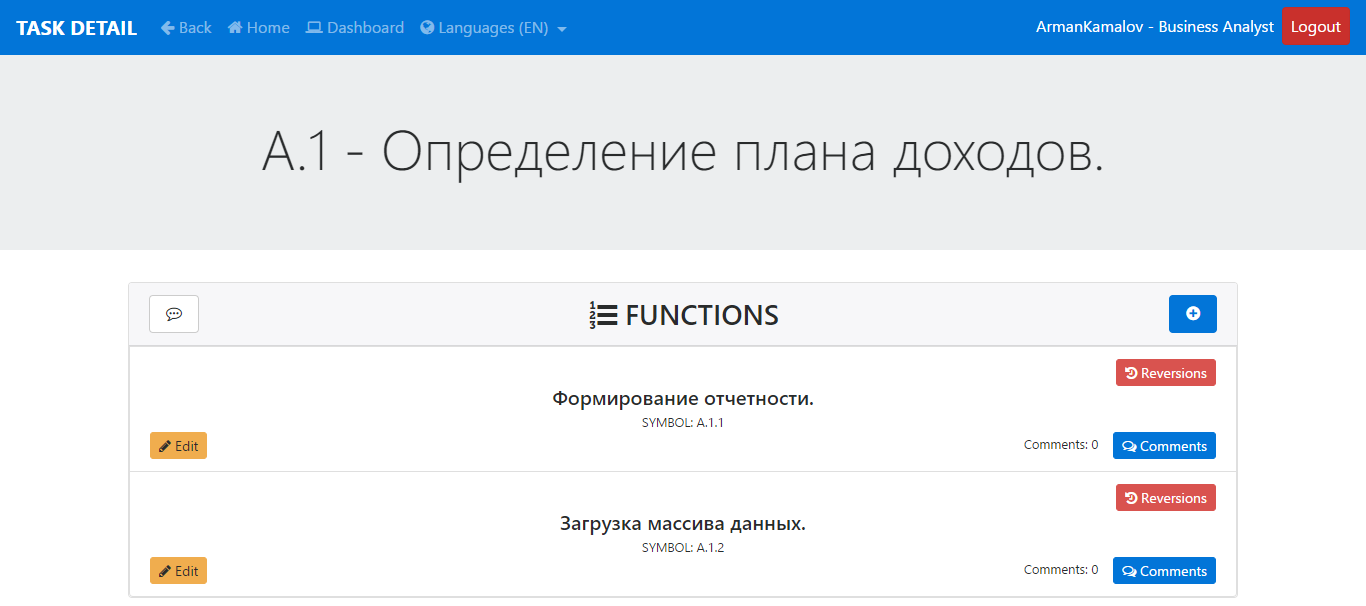 TASK DETAIL Back Home Dashboard Languages (EN) ArmanKamalov - Business Analyst Logout
A.1 - Определение плана доходов.
FUNCTIONS
Reversions
Формирование отчетности.
SYMBOL: A.1.1
Edit Comments: 0 Comments
Reversions
Загрузка массива данных.
SYMBOL: A.1.2
Edit Comments: 0 Comments